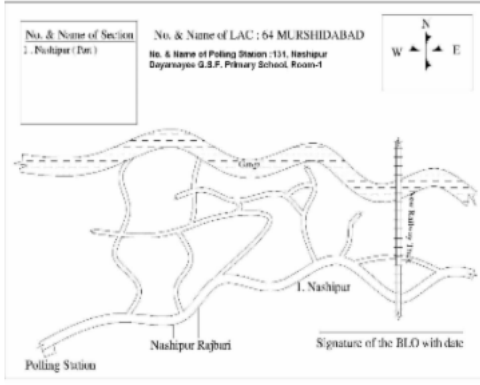 No. & Name of Section
1 . Nashipur ( Part )
No. & Name of LAC : 64 MURSHIDABAD
No. & Name of Polling Station :131, Nashipur
Dayamayee G.S.F. Primary School, Room-1
N
W
E
Ganga
New Railway Track
1. Nashipur
Nashipur Rajbari
Signature of the BLO with date
Polling Station